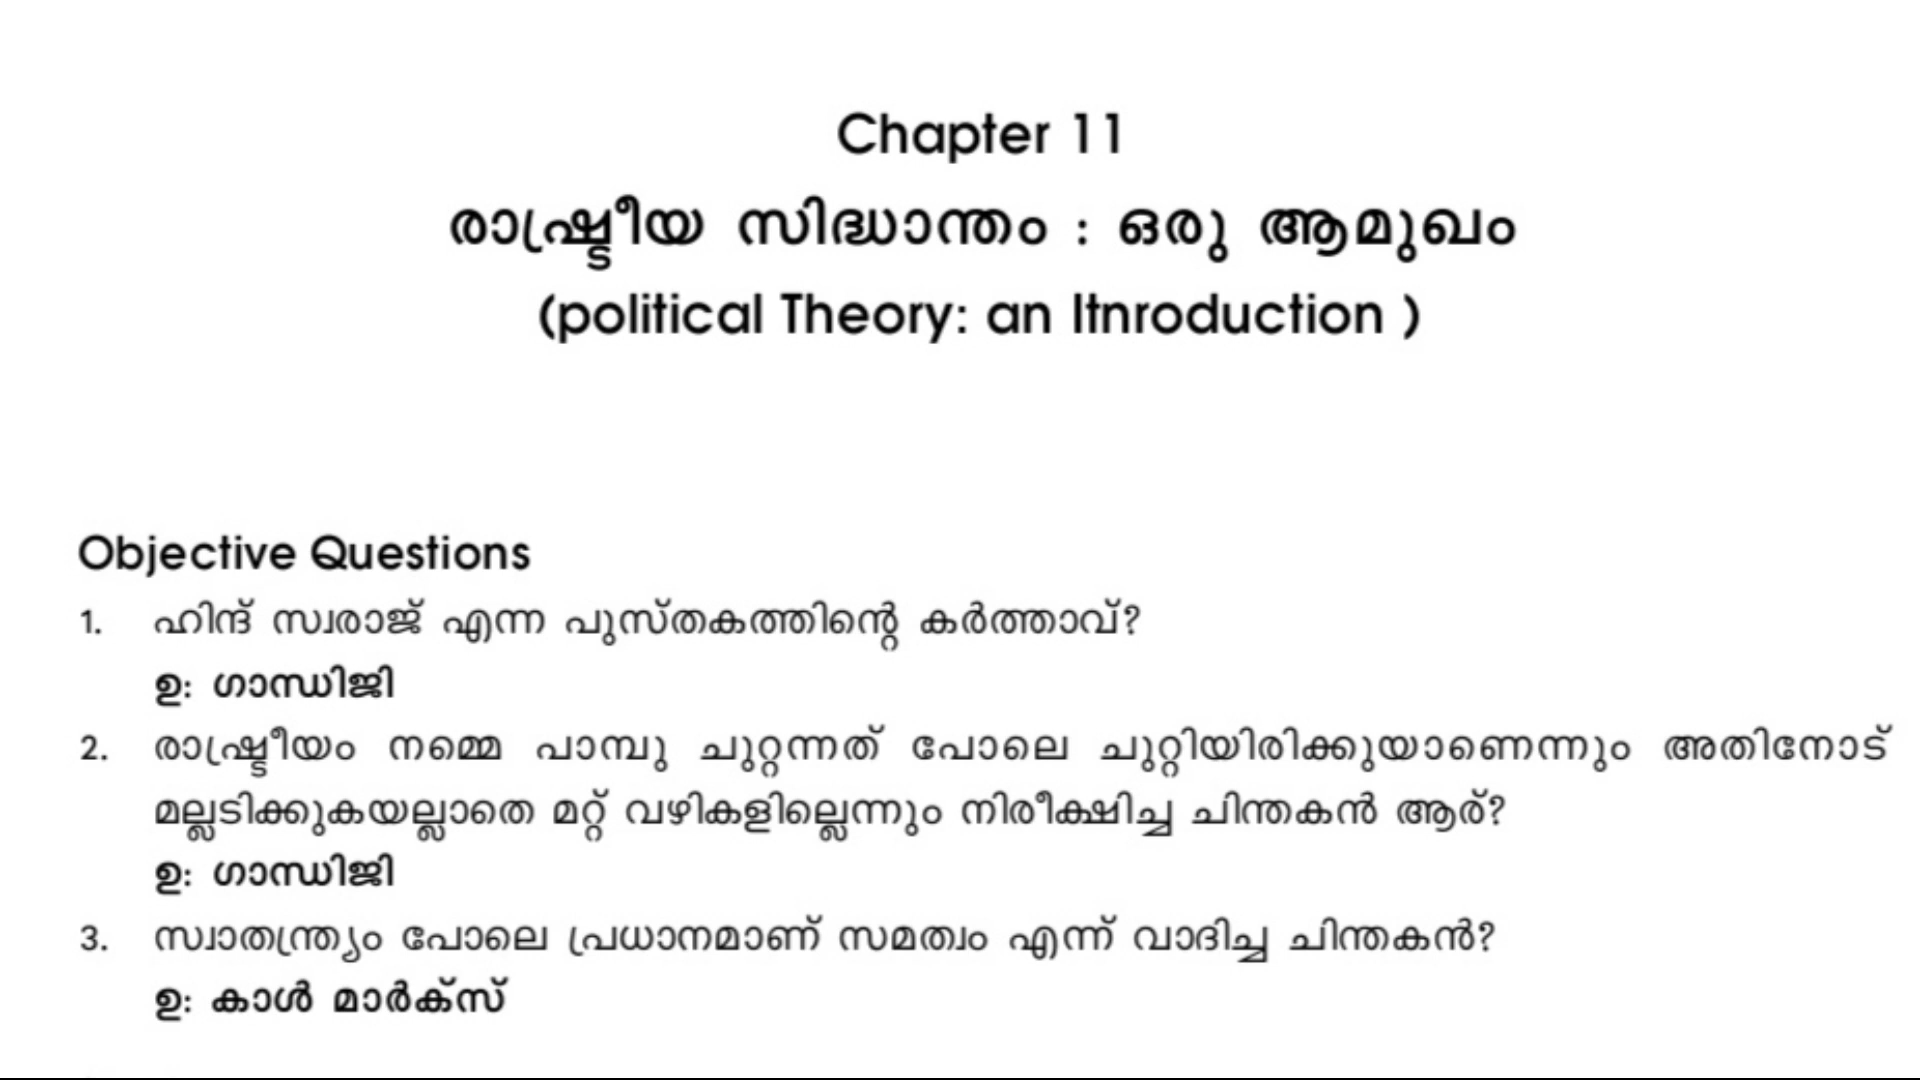 Chapter 11
രാഷ്ട്രീയ സിദ്ധാന്തം : ഒരു ആമുഖം
(political Theory: an Itnroduction )
Objective Questions
1. ഹിന്ദ് സ്വരാജ് എന്ന പുസ്തകത്തിന്റെ കർത്താവ്?
ഉ: ഗാന്ധിജി
2. രാഷ്ട്രീയം നമ്മെ പാമ്പു ചുറ്റുന്നത് പോലെ ചുറ്റിയിരിക്കുയാണെന്നും അതിനോട്
മല്ലടിക്കുകയല്ലാതെ മറ്റ് വഴികളില്ലെന്നും നിരീക്ഷിച്ച ചിന്തകൻ ആര്?
ഉ: ഗാന്ധിജി
3. സ്വാതന്ത്ര്യം പോലെ പ്രധാനമാണ് സമത്വം എന്ന് വാദിച്ച ചിന്തകൻ?
ഉ: കാൾ മാർക്സ്